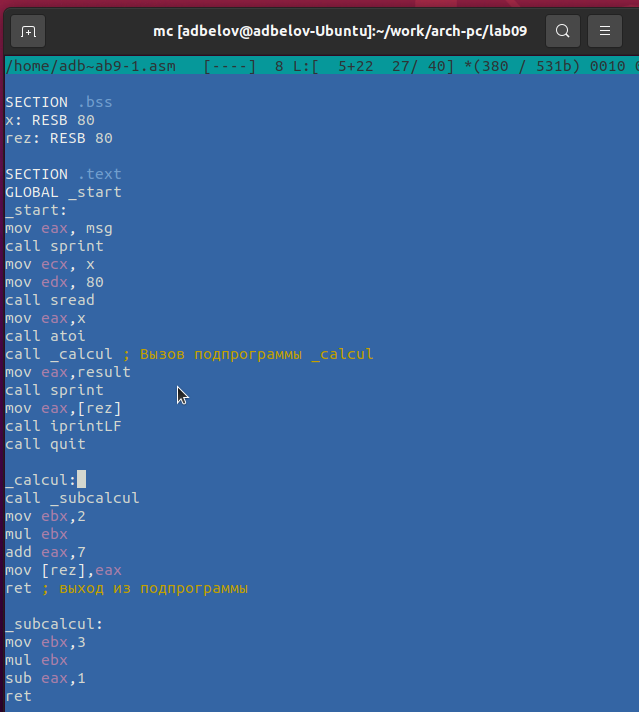 mc [adbelov@adbelov-Ubuntu]:~/work/arch-pc/lab09
/home/adb~ab9-1.asm   [----]  8 L:[  5+22  27/ 40] *(380 / 531b) 0010 0
SECTION .bss
x: RESB 80
rez: RESB 80
SECTION .text
GLOBAL _start
_start:
mov eax, msg
call sprint
mov ecx, x
mov edx, 80
call sread
mov eax,x
call atoi
call _calcul ; Вызов подпрограммы _calcul
mov eax,result
call sprint
mov eax,[rez]
call iprintLF
call quit
_calcul:
call _subcalcul
mov ebx,2
mul ebx
add eax,7
mov [rez],eax
ret ; выход из подпрограммы
_subcalcul:
mov ebx,3
mul ebx
sub eax,1
ret